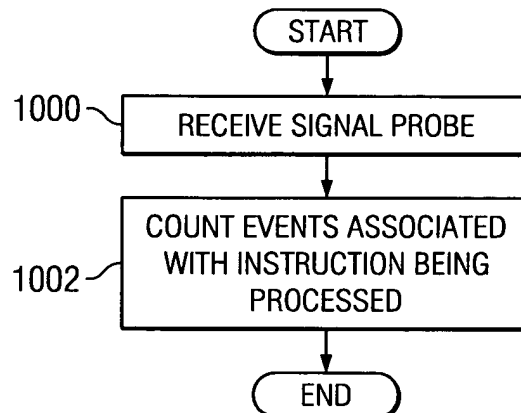 START
1000
RECEIVE SIGNAL PROBE
COUNT EVENTS ASSOCIATED
WITH INSTRUCTION BEING
PROCESSED
1002
END